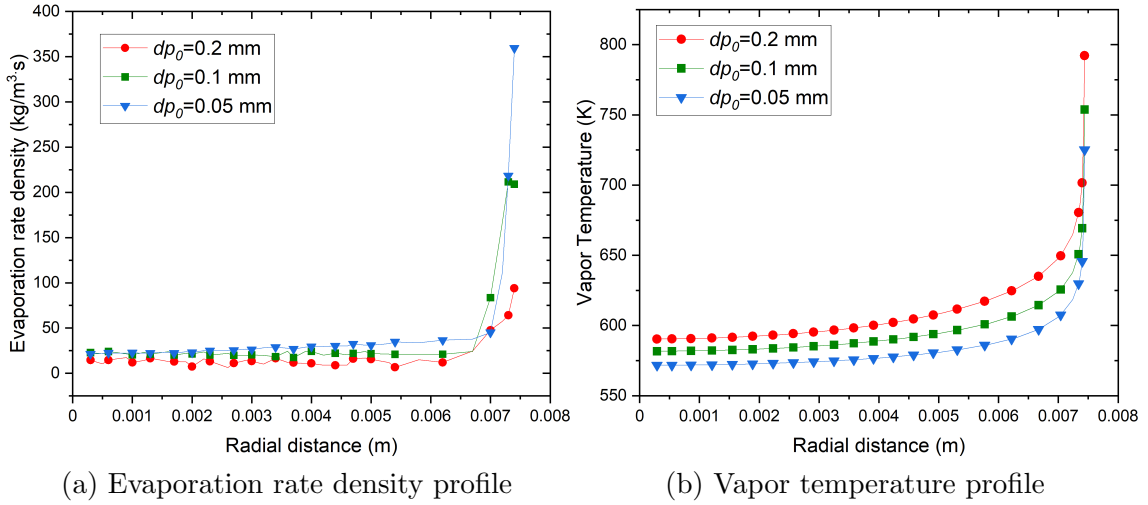 400
350
300
250
200
150
100
50
0
Evaporation rate density (kg/m³·s)
dp₀=0.2 mm
dp₀=0.1 mm
dp₀=0.05 mm
0 0.001 0.002 0.003 0.004 0.005 0.006 0.007 0.008
Radial distance (m)
(a) Evaporation rate density profile
800
750
700
650
600
550
Vapor Temperature (K)
dp₀=0.2 mm
dp₀=0.1 mm
dp₀=0.05 mm
0 0.001 0.002 0.003 0.004 0.005 0.006 0.007 0.008
Radial distance (m)
(b) Vapor temperature profile